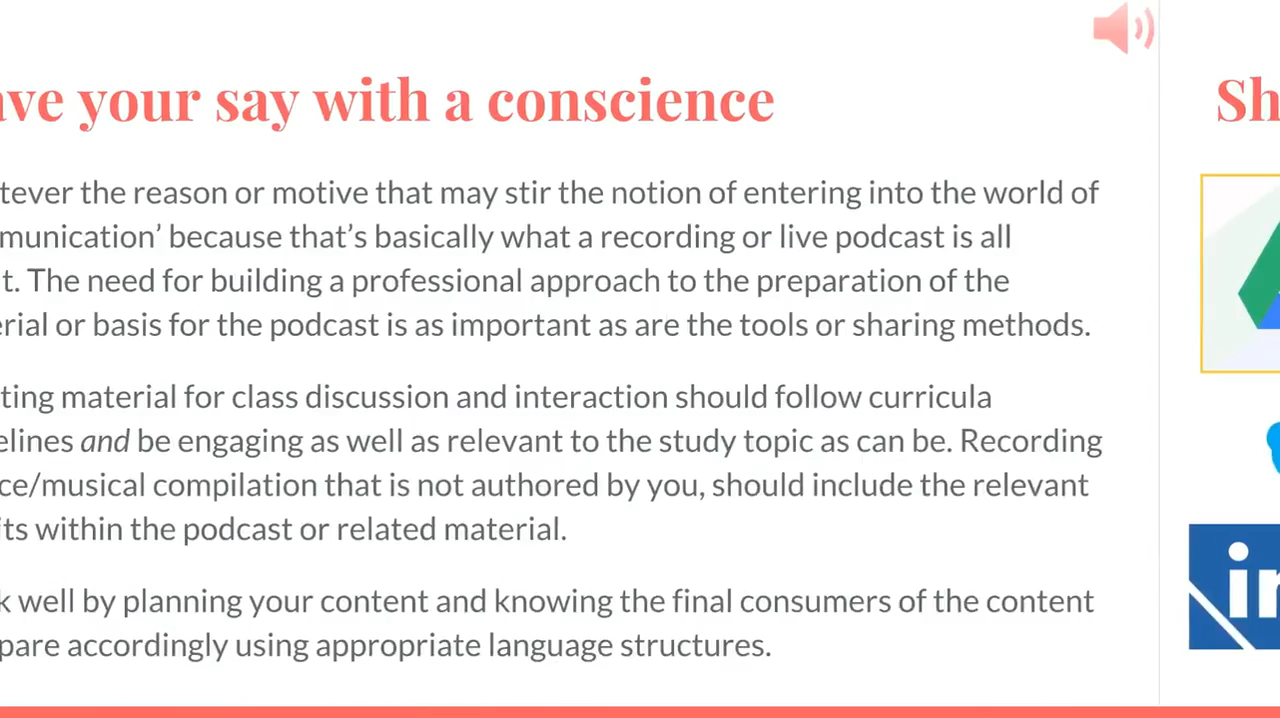 ave your say with a conscience
tever the reason or motive that may stir the notion of entering into the world of
munication’ because that’s basically what a recording or live podcast is all
t. The need for building a professional approach to the preparation of the
erial or basis for the podcast is as important as are the tools or sharing methods.
ting material for class discussion and interaction should follow curricula
elines and be engaging as well as relevant to the study topic as can be. Recording
ce/musical compilation that is not authored by you, should include the relevant
its within the podcast or related material.
k well by planning your content and knowing the final consumers of the content
pare accordingly using appropriate language structures.
Sh
in